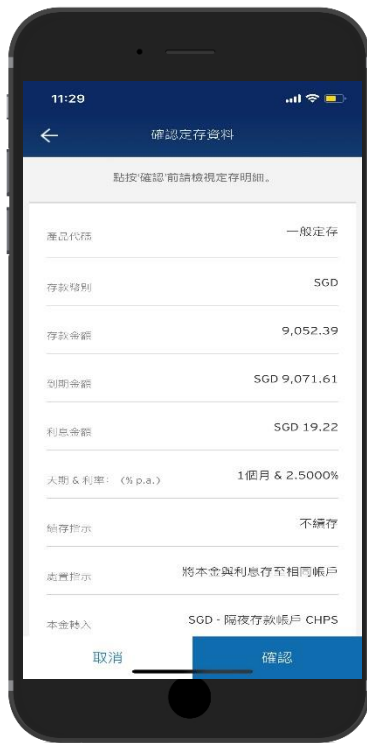 11:29
確認定存資料
點按'確認'前請檢視定存明細。
產品代碼 一般定存
存款幣別 SGD
存款金額 9,052.39
到期金額 SGD 9,071.61
利息金額 SGD 19.22
天期 & 利率： (% p.a.) 1個月 & 2.5000%
續存指示 不續存
處置指示 將本金與利息存至相同帳戶
本金轉入 SGD - 隔夜存款帳戶 CHPS
取消 確認